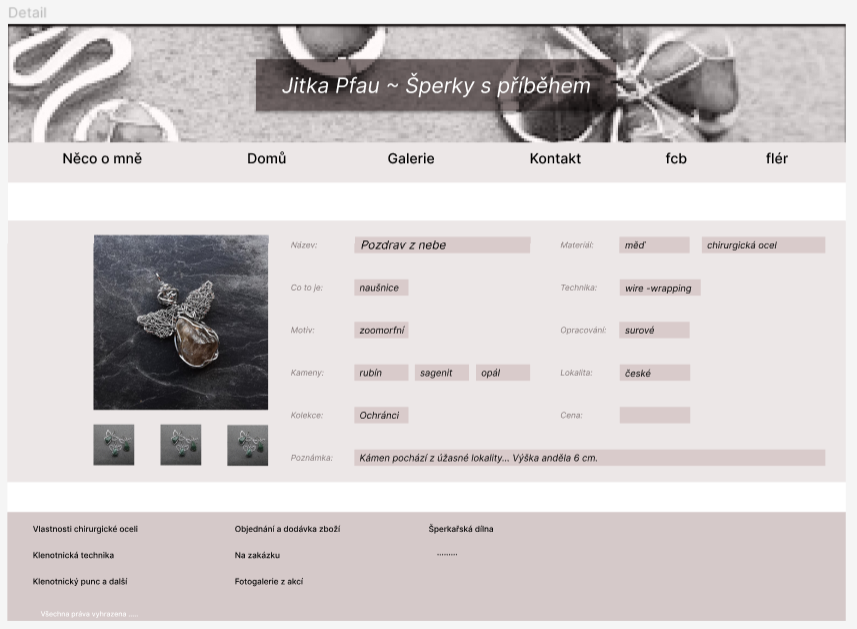 Detail
Jitka Pfau ~ Šperky s příběhem
Něco o mně Domů Galerie Kontakt fcb flér
Název: Pozdrav z nebe Materiál: měď chirurgická ocel
Co to je: naušnice Technika: wire -wrapping
Motiv: zoomorfní Opracování: surové
Kameny: rubín sagenit opál Lokalita: české
Kolekce: Ochránci Cena:
Poznámka: Kámen pochází z úžasné lokality... Výška anděla 6 cm.
Vlastnosti chirurgické oceli Objednání a dodávka zboží Šperkařská dílna
Klenotnická technika Na zakázku .........
Klenotnický punc a další Fotogalerie z akcí
Všechna práva vyhrazena .....